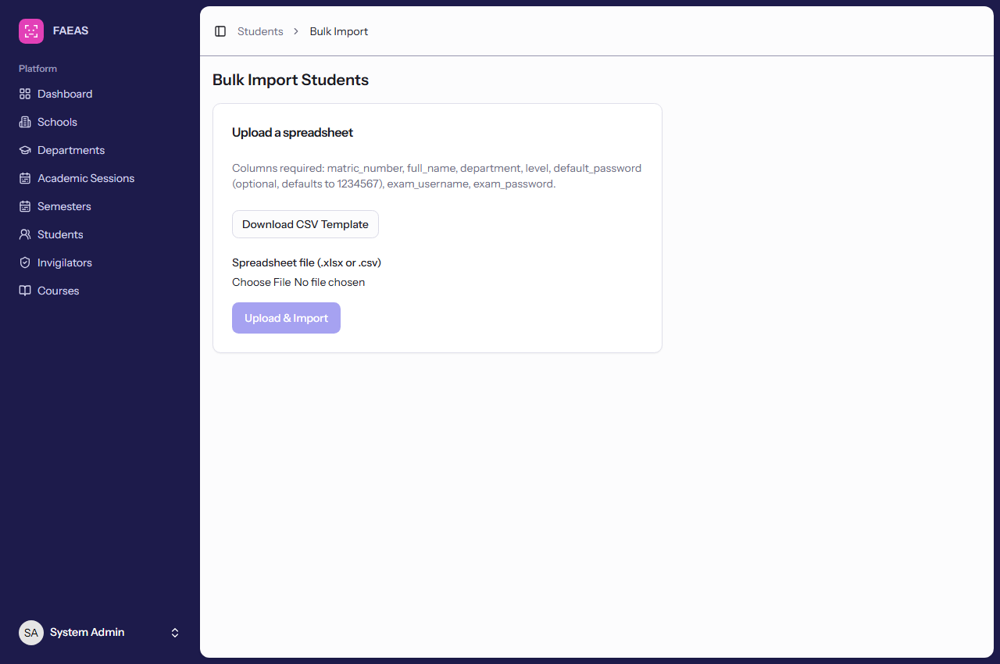 FAEAS
Platform
Dashboard
Schools
Departments
Academic Sessions
Semesters
Students
Invigilators
Courses
SA System Admin
Students > Bulk Import
Bulk Import Students
Upload a spreadsheet
Columns required: matric_number, full_name, department, level, default_password
(optional, defaults to 1234567), exam_username, exam_password.
Download CSV Template
Spreadsheet file (.xlsx or .csv)
Choose File No file chosen
Upload & Import